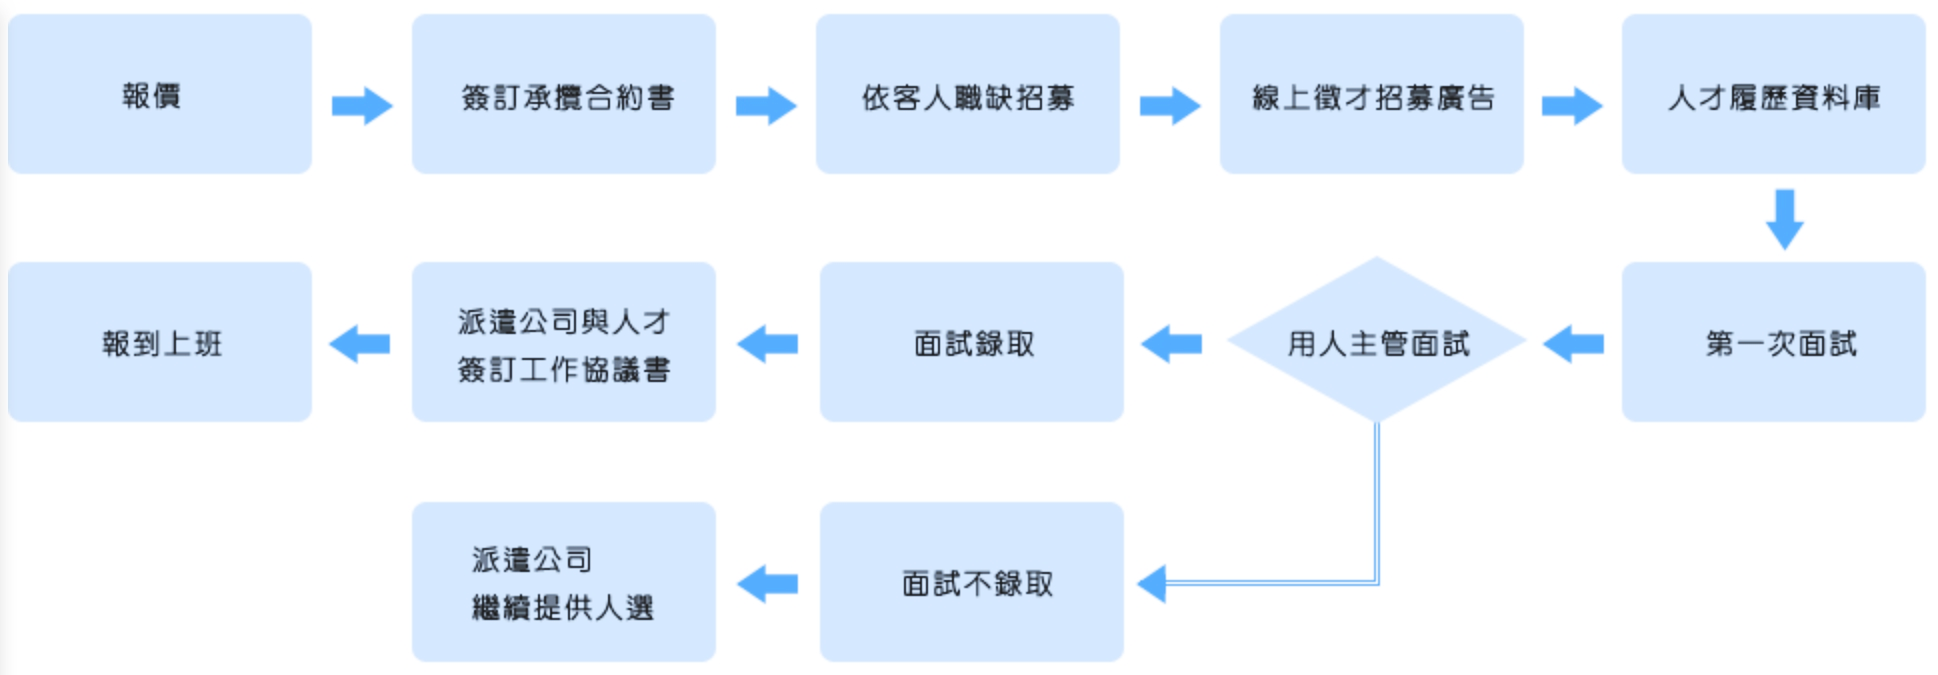 報價
簽訂承攬合約書
依客人職缺招募
線上徵才招募廣告
人才履歷資料庫
第一次面試
用人主管面試
面試錄取
派遣公司與人才
簽訂工作協議書
報到上班
面試不錄取
派遣公司
繼續提供人選